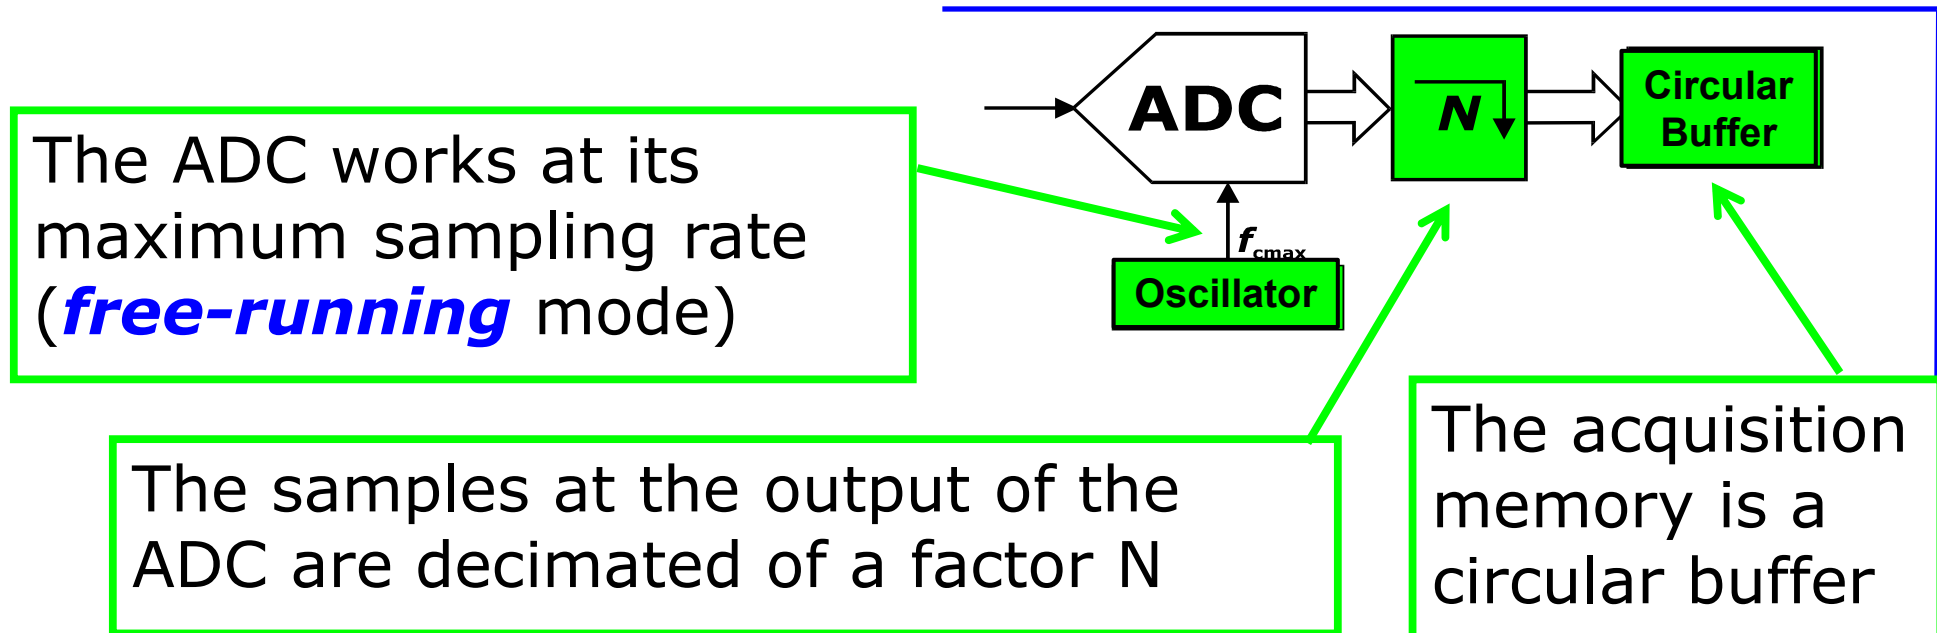 ADC
N
Circular
Buffer
The ADC works at its
maximum sampling rate
(free-running mode)
fcmax
Oscillator
The samples at the output of the
ADC are decimated of a factor N
The acquisition
memory is a
circular buffer